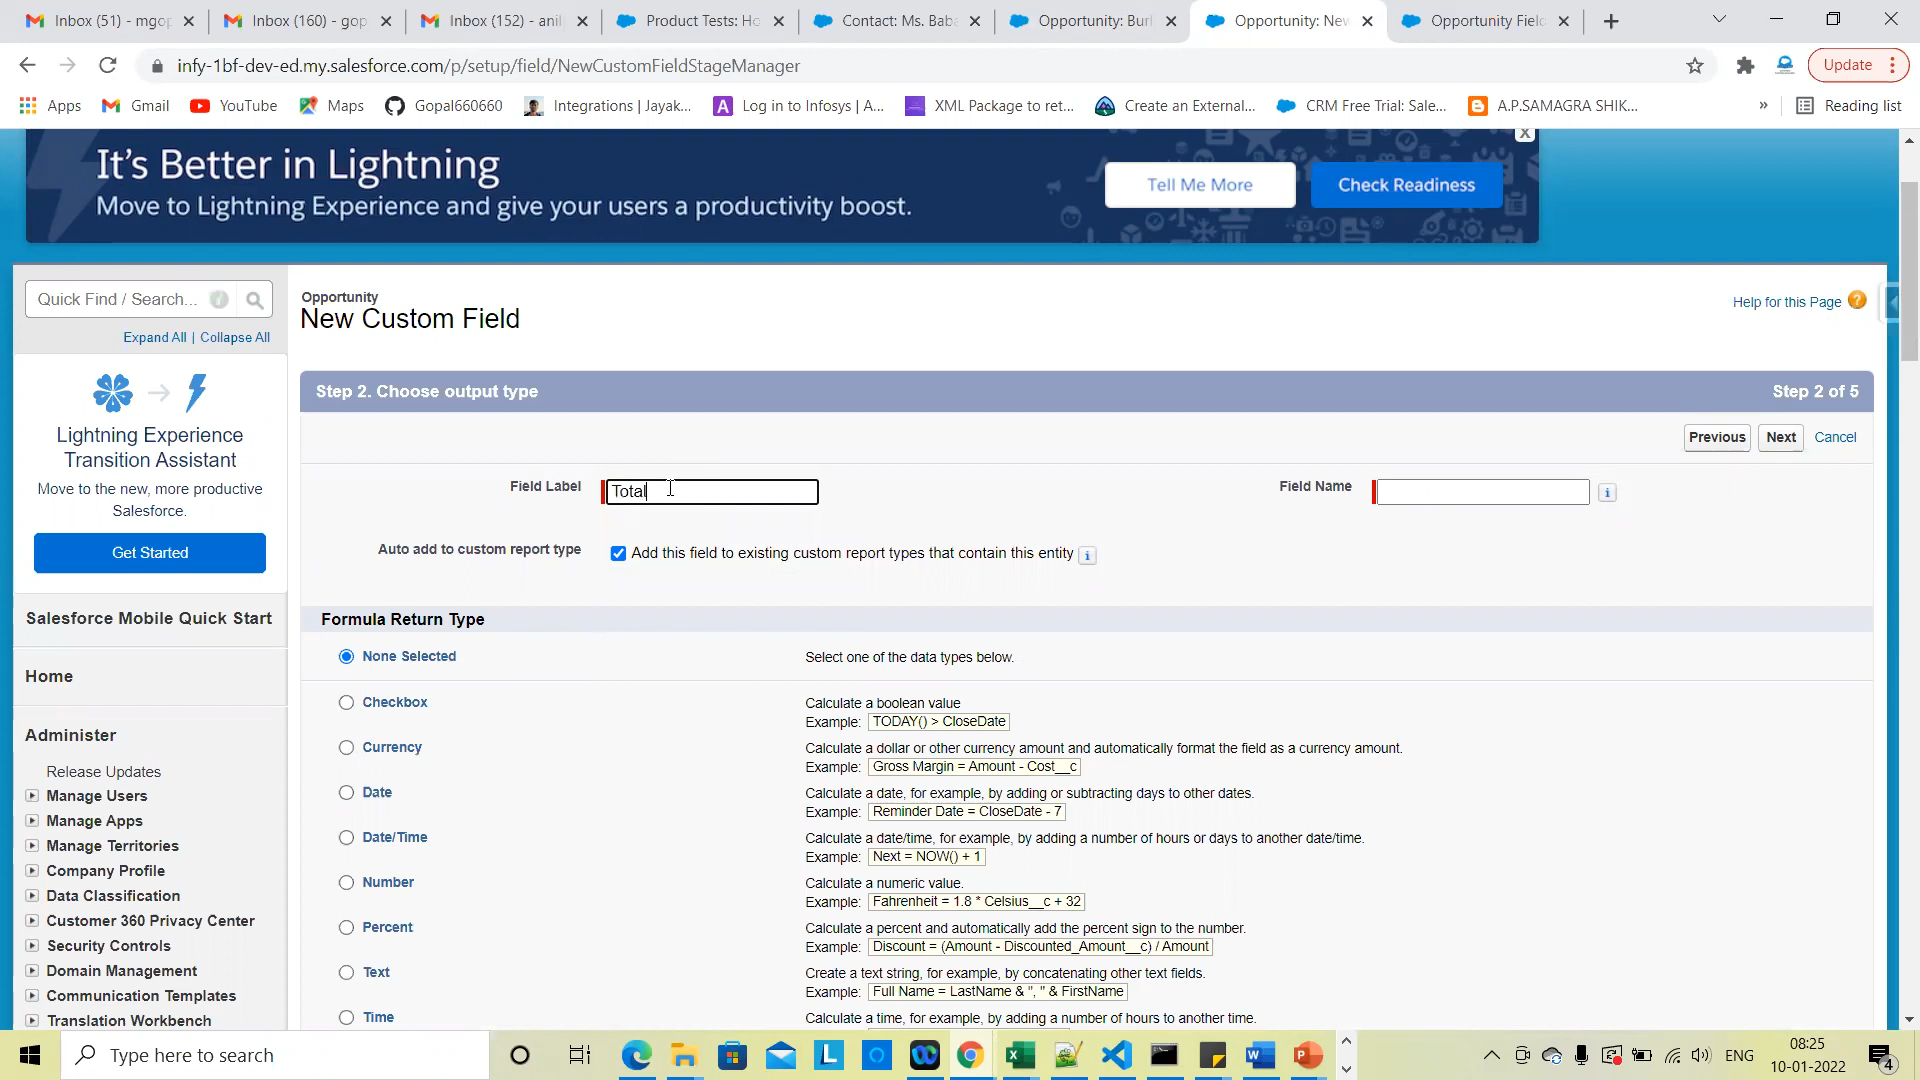 Inbox (51) - mgop
Inbox (160) - gop
Inbox (152) - anil
Product Tests: Ho
Contact: Ms. Baba
Opportunity: Burl
Opportunity: New
Opportunity Field
infy-1bf-dev-ed.my.salesforce.com/p/setup/field/NewCustomFieldStageManager
Update
Apps
Gmail
YouTube
Maps
Gopal660660
Integrations | Jayak...
Log in to Infosys | A...
XML Package to ret...
Create an External...
CRM Free Trial: Sale...
A.P.SAMAGRA SHIK...
»
Reading list
It's Better in Lightning
Move to Lightning Experience and give your users a productivity boost.
Tell Me More
Check Readiness
X
Quick Find / Search...
Expand All | Collapse All
Lightning Experience
Transition Assistant
Move to the new, more productive
Salesforce.
Get Started
Salesforce Mobile Quick Start
Home
Administer
Release Updates
Manage Users
Manage Apps
Manage Territories
Company Profile
Data Classification
Customer 360 Privacy Center
Security Controls
Domain Management
Communication Templates
Translation Workbench
Opportunity
New Custom Field
Help for this Page
Step 2. Choose output type
Step 2 of 5
Previous
Next
Cancel
Field Label
Total
Field Name
Auto add to custom report type
Add this field to existing custom report types that contain this entity
Formula Return Type
None Selected
Select one of the data types below.
Checkbox
Calculate a boolean value
Example: TODAY() > CloseDate
Currency
Calculate a dollar or other currency amount and automatically format the field as a currency amount.
Example: Gross Margin = Amount - Cost__c
Date
Calculate a date, for example, by adding or subtracting days to other dates.
Example: Reminder Date = CloseDate - 7
Date/Time
Calculate a date/time, for example, by adding a number of hours or days to another date/time.
Example: Next = NOW() + 1
Number
Calculate a numeric value.
Example: Fahrenheit = 1.8 * Celsius__c + 32
Percent
Calculate a percent and automatically add the percent sign to the number.
Example: Discount = (Amount - Discounted_Amount__c) / Amount
Text
Create a text string, for example, by concatenating other text fields.
Example: Full Name = LastName & ", " & FirstName
Time
Calculate a time, for example, by adding a number of hours to another time.
Type here to search
ENG
08:25
10-01-2022
4